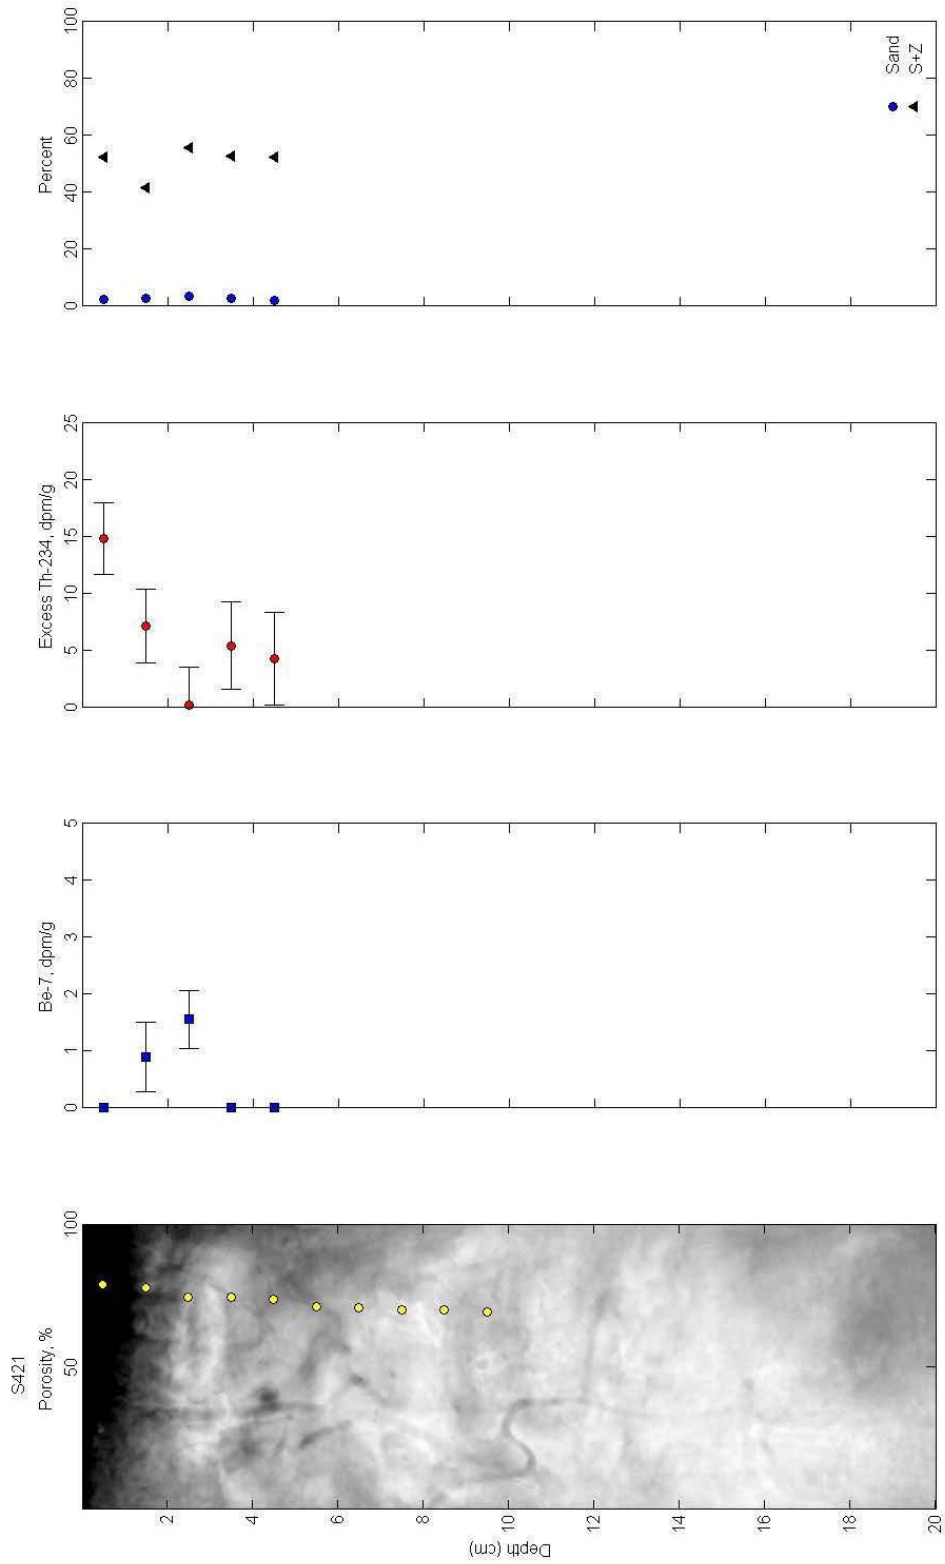 S421
Porosity, %
50
100
Depth (cm)
2
4
6
8
10
12
14
16
18
20
Be-7, dpm/g
0 1 2 3 4 5
Excess Th-234, dpm/g
0 5 10 15 20 25
Percent
0 20 40 60 80 100
Sand
S+Z